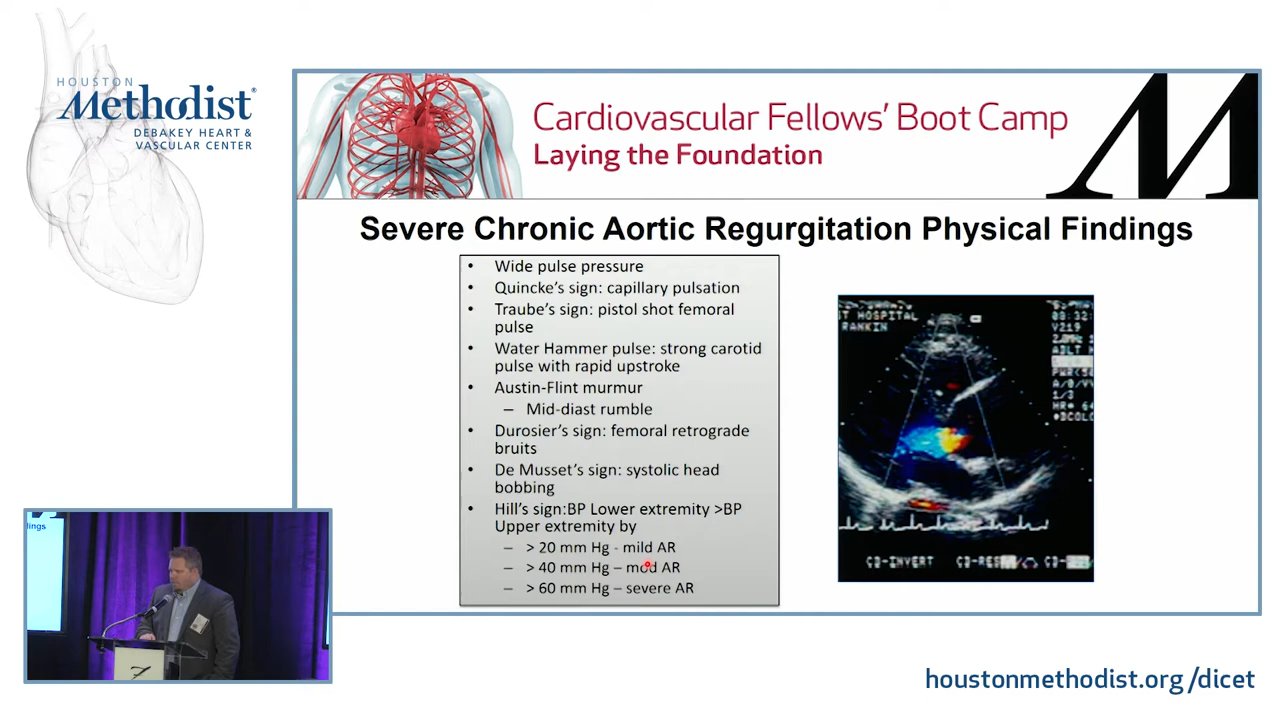 HOUSTON
Methodist®
DEBAKEY HEART &
VASCULAR CENTER
Cardiovascular Fellows' Boot Camp
Laying the Foundation
M
Severe Chronic Aortic Regurgitation Physical Findings
• Wide pulse pressure
• Quincke's sign: capillary pulsation
• Traube's sign: pistol shot femoral
pulse
• Water Hammer pulse: strong carotid
pulse with rapid upstroke
• Austin-Flint murmur
– Mid-diast rumble
• Durosier's sign: femoral retrograde
bruits
• De Musset's sign: systolic head
bobbing
• Hill's sign:BP Lower extremity >BP
Upper extremity by
– > 20 mm Hg - mild AR
– > 40 mm Hg – mod AR
– > 60 mm Hg – severe AR
T HOSPITAL
RANKIN
V219
1/3
CD-INVERT
dings
houstonmethodist.org/dicet